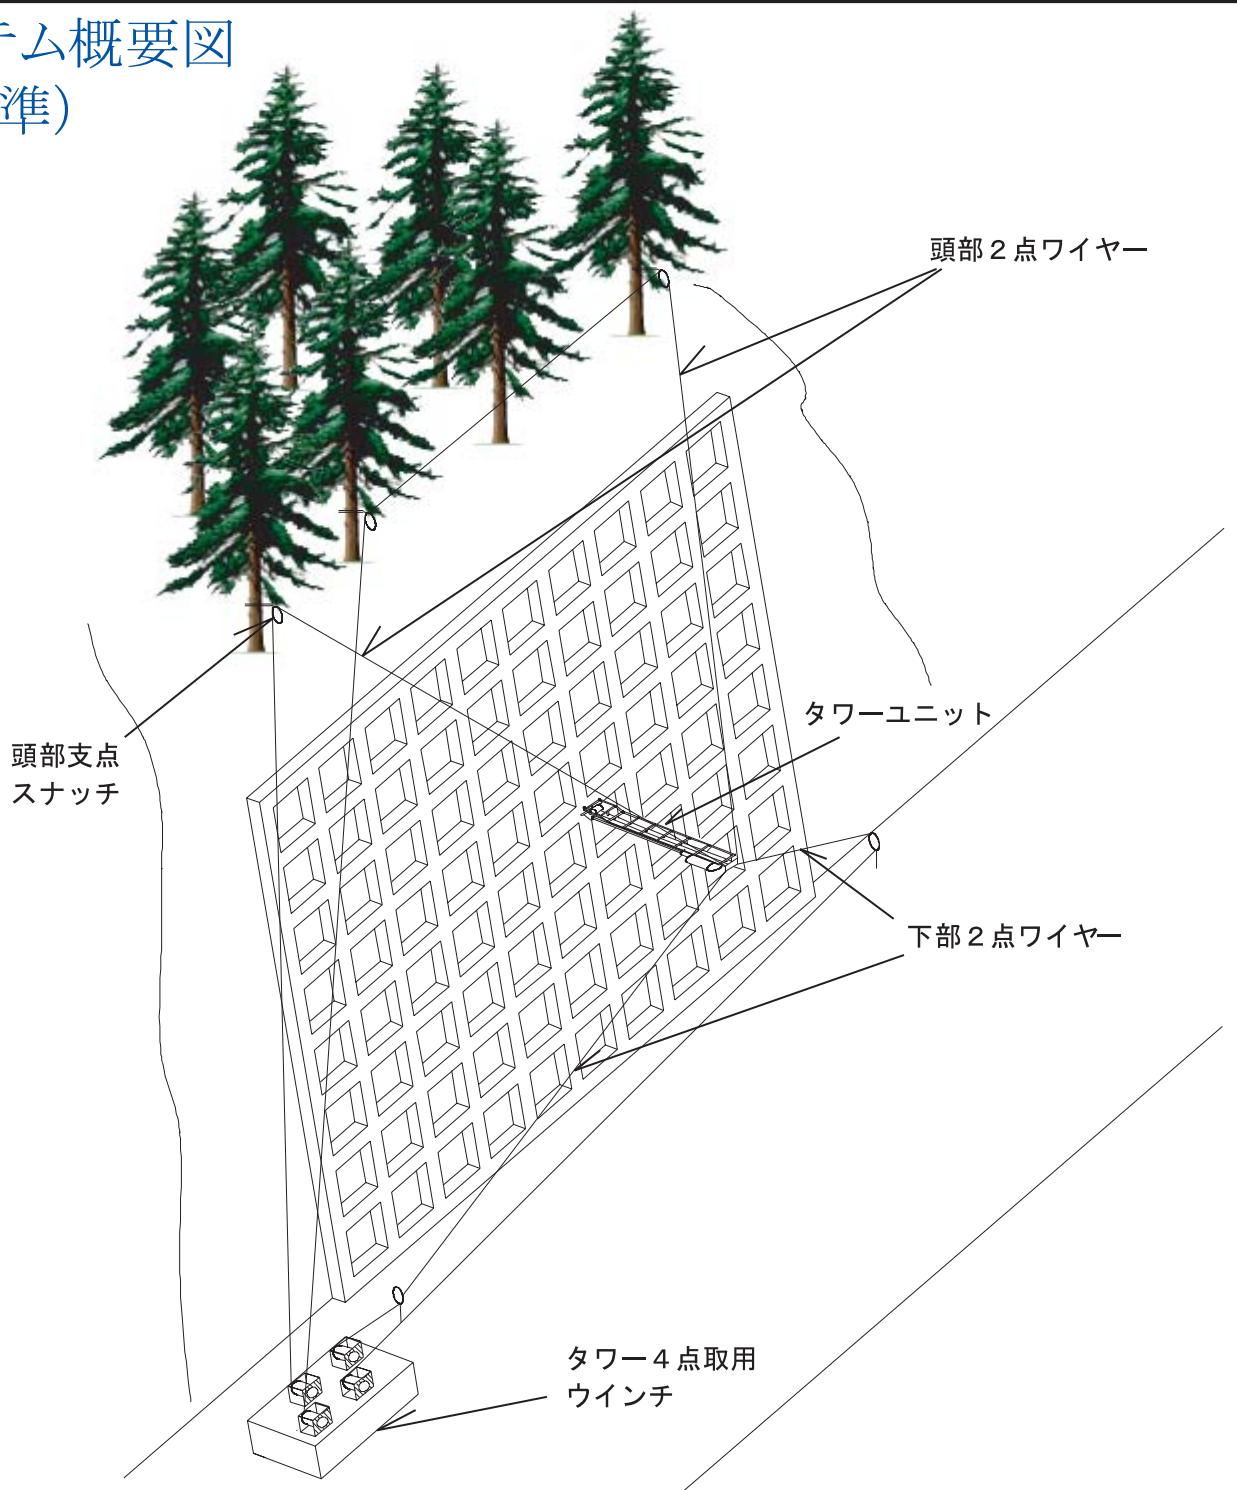 テム概要図
準)
頭部２点ワイヤー
タワーユニット
頭部支点
スナッチ
下部２点ワイヤー
タワー４点取用
ウインチ